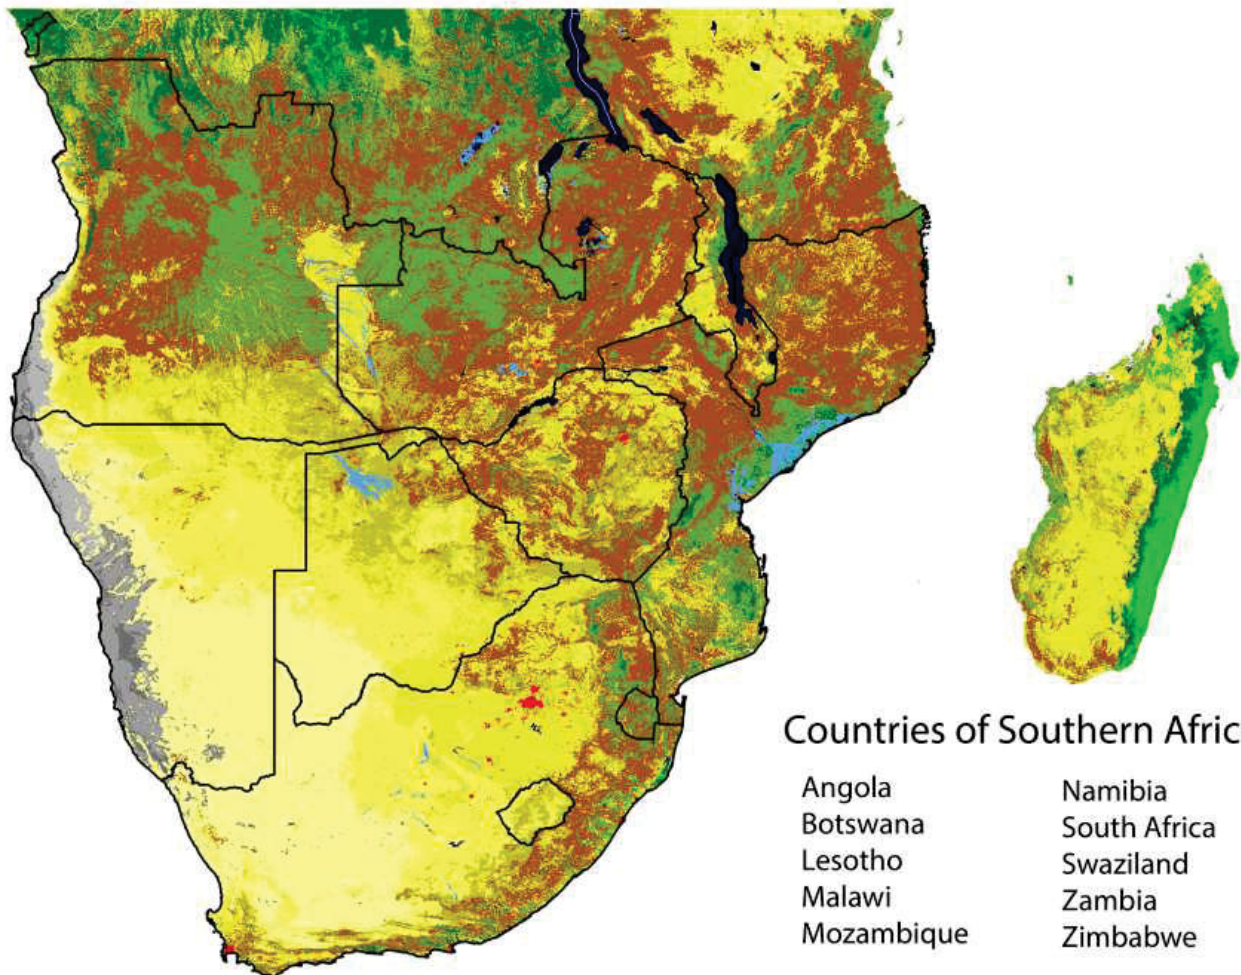 Countries of Southern Afric
Angola
Botswana
Lesotho
Malawi
Mozambique
Namibia
South Africa
Swaziland
Zambia
Zimbabwe